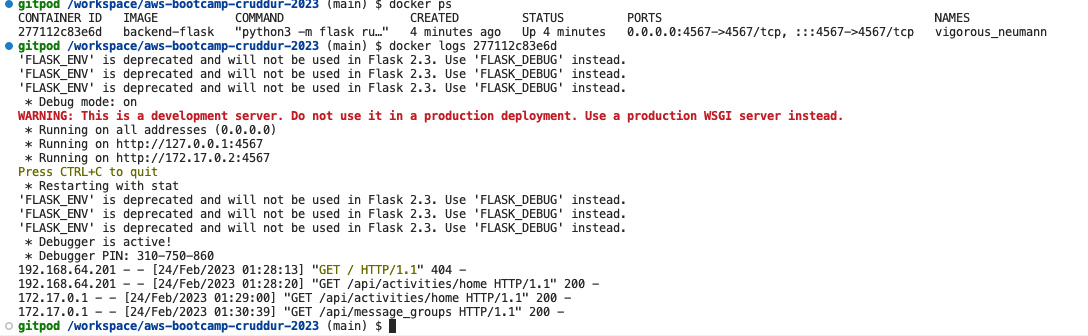 gitpod /workspace/aws-bootcamp-cruddur-2023 (main) $ docker ps
CONTAINER ID   IMAGE           COMMAND                  CREATED         STATUS         PORTS                                       NAMES
277112c83e6d   backend-flask   "python3 -m flask ru…"   4 minutes ago   Up 4 minutes   0.0.0.0:4567->4567/tcp, :::4567->4567/tcp   vigorous_neumann
gitpod /workspace/aws-bootcamp-cruddur-2023 (main) $ docker logs 277112c83e6d
'FLASK_ENV' is deprecated and will not be used in Flask 2.3. Use 'FLASK_DEBUG' instead.
'FLASK_ENV' is deprecated and will not be used in Flask 2.3. Use 'FLASK_DEBUG' instead.
'FLASK_ENV' is deprecated and will not be used in Flask 2.3. Use 'FLASK_DEBUG' instead.
 * Debug mode: on
WARNING: This is a development server. Do not use it in a production deployment. Use a production WSGI server instead.
 * Running on all addresses (0.0.0.0)
 * Running on http://127.0.0.1:4567
 * Running on http://172.17.0.2:4567
Press CTRL+C to quit
 * Restarting with stat
'FLASK_ENV' is deprecated and will not be used in Flask 2.3. Use 'FLASK_DEBUG' instead.
'FLASK_ENV' is deprecated and will not be used in Flask 2.3. Use 'FLASK_DEBUG' instead.
'FLASK_ENV' is deprecated and will not be used in Flask 2.3. Use 'FLASK_DEBUG' instead.
 * Debugger is active!
 * Debugger PIN: 310-750-860
192.168.64.201 - - [24/Feb/2023 01:28:13] "GET / HTTP/1.1" 404 -
192.168.64.201 - - [24/Feb/2023 01:28:20] "GET /api/activities/home HTTP/1.1" 200 -
172.17.0.1 - - [24/Feb/2023 01:29:00] "GET /api/activities/home HTTP/1.1" 200 -
172.17.0.1 - - [24/Feb/2023 01:30:39] "GET /api/message_groups HTTP/1.1" 200 -
gitpod /workspace/aws-bootcamp-cruddur-2023 (main) $